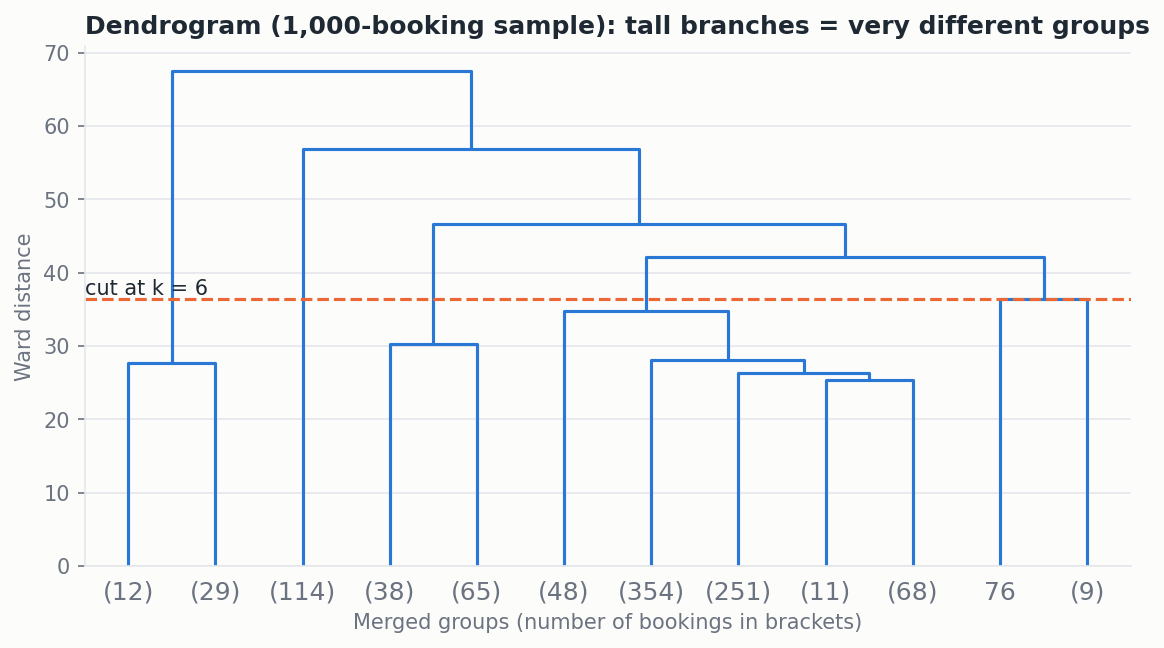 Dendrogram (1,000-booking sample): tall branches = very different groups
Ward distance
70
60
50
40
30
20
10
0
cut at k = 6
(12) (29) (114) (38) (65) (48) (354) (251) (11) (68) 76 (9)
Merged groups (number of bookings in brackets)